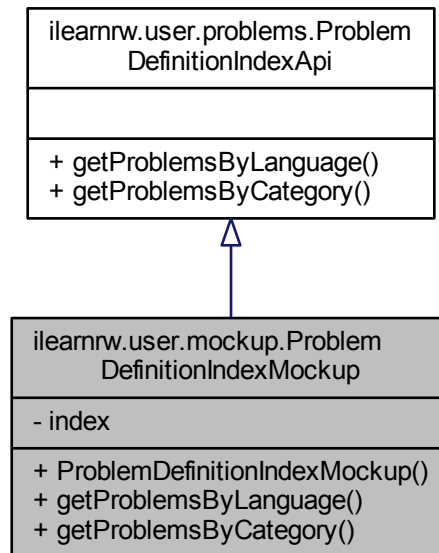 ilearnrw.user.problems.Problem
DefinitionIndexApi
+ getProblemsByLanguage()
+ getProblemsByCategory()
ilearnrw.user.mockup.Problem
DefinitionIndexMockup
- index
+ ProblemDefinitionIndexMockup()
+ getProblemsByLanguage()
+ getProblemsByCategory()